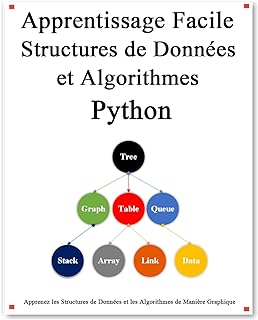 Apprentissage Facile
Structures de Données
et Algorithmes
Python
Tree
Graph Table Queue
Stack Array Link Data
Apprenez les Structures de Données et les Algorithmes de Manière Graphique